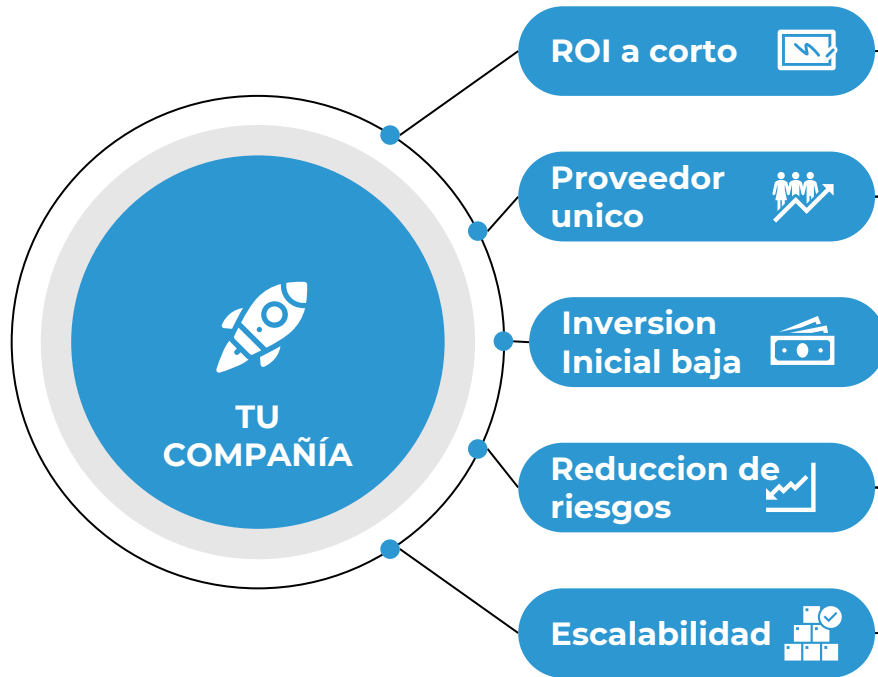 ROI a corto
Proveedor
unico
Inversion
Inicial baja
TU
COMPAÑÍA
Reduccion de
riesgos
Escalabilidad